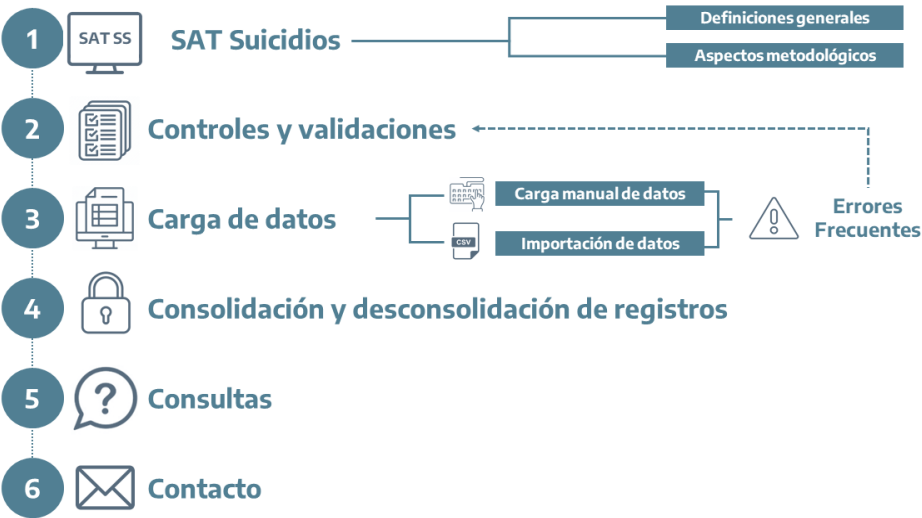 1
SAT SS
SAT Suicidios
Definiciones generales
Aspectos metodológicos
2
Controles y validaciones
3
Carga de datos
Carga manual de datos
CSV
Importación de datos
Errores
Frecuentes
4
Consolidación y desconsolidación de registros
5
?
Consultas
6
Contacto